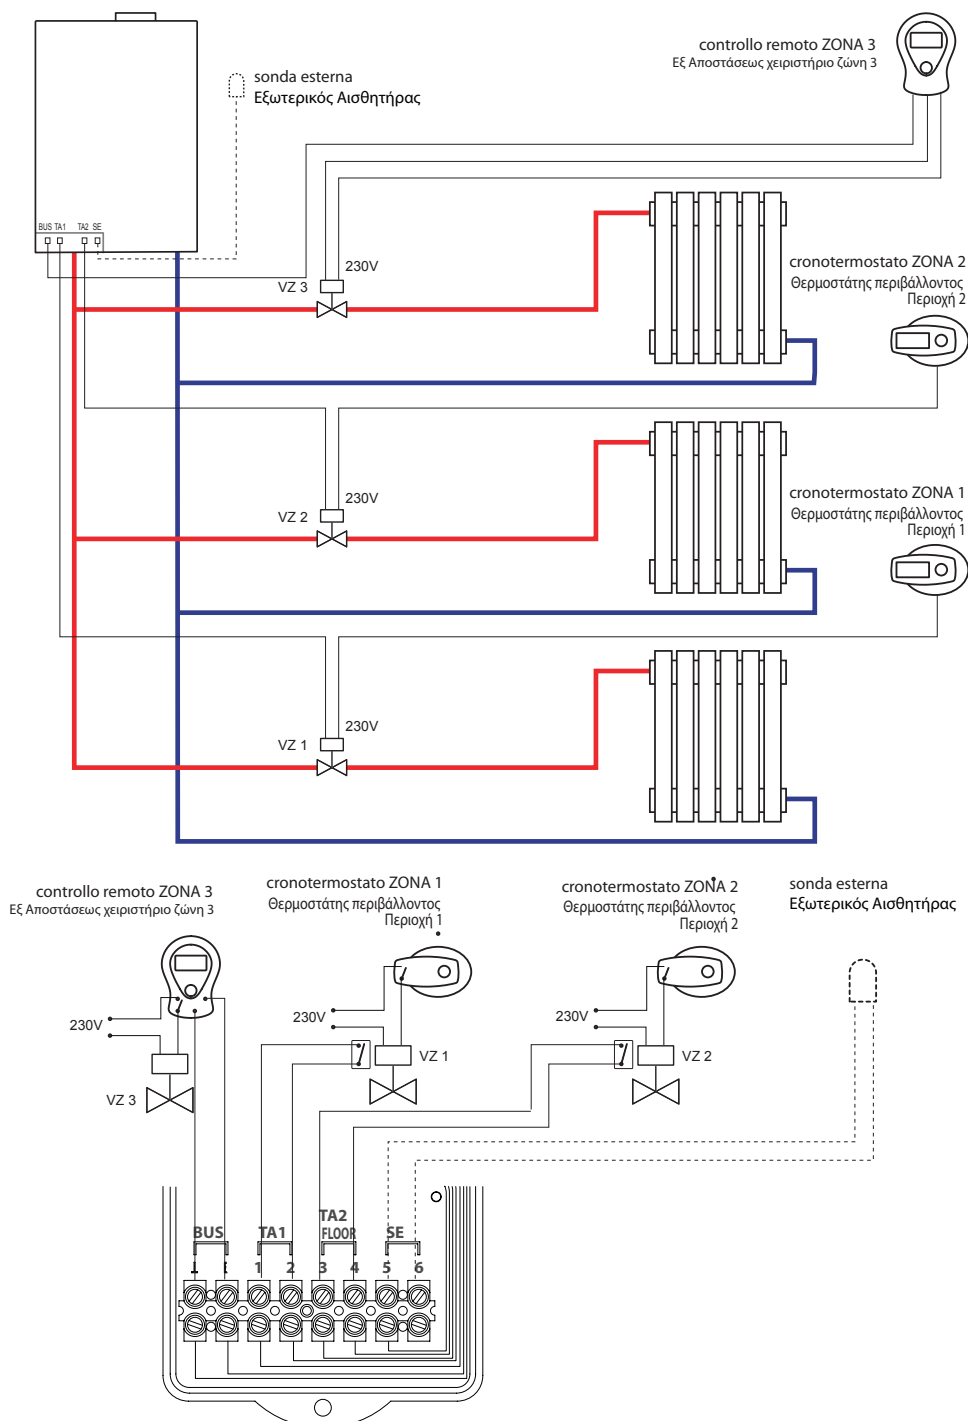 controllo remoto ZONA 3
Εξ Αποστάσεως χειριστήριο ζώνη 3
sonda esterna
Εξωτερικός Αισθητήρας
BUS TA1 TA2 SE
230V
VZ 3
cronotermostato ZONA 2
Θερμοστάτης περιβάλλοντος
Περιοχή 2
230V
VZ 2
cronotermostato ZONA 1
Θερμοστάτης περιβάλλοντος
Περιοχή 1
230V
VZ 1
controllo remoto ZONA 3
Εξ Αποστάσεως χειριστήριο ζώνη 3
cronotermostato ZONA 1
Θερμοστάτης περιβάλλοντος
Περιοχή 1
cronotermostato ZONA 2
Θερμοστάτης περιβάλλοντος
Περιοχή 2
sonda esterna
Εξωτερικός Αισθητήρας
230V
VZ 3
230V
VZ 1
230V
VZ 2
BUS
TA1
TA2
FLOOR
SE
1 2 3 4 5 6